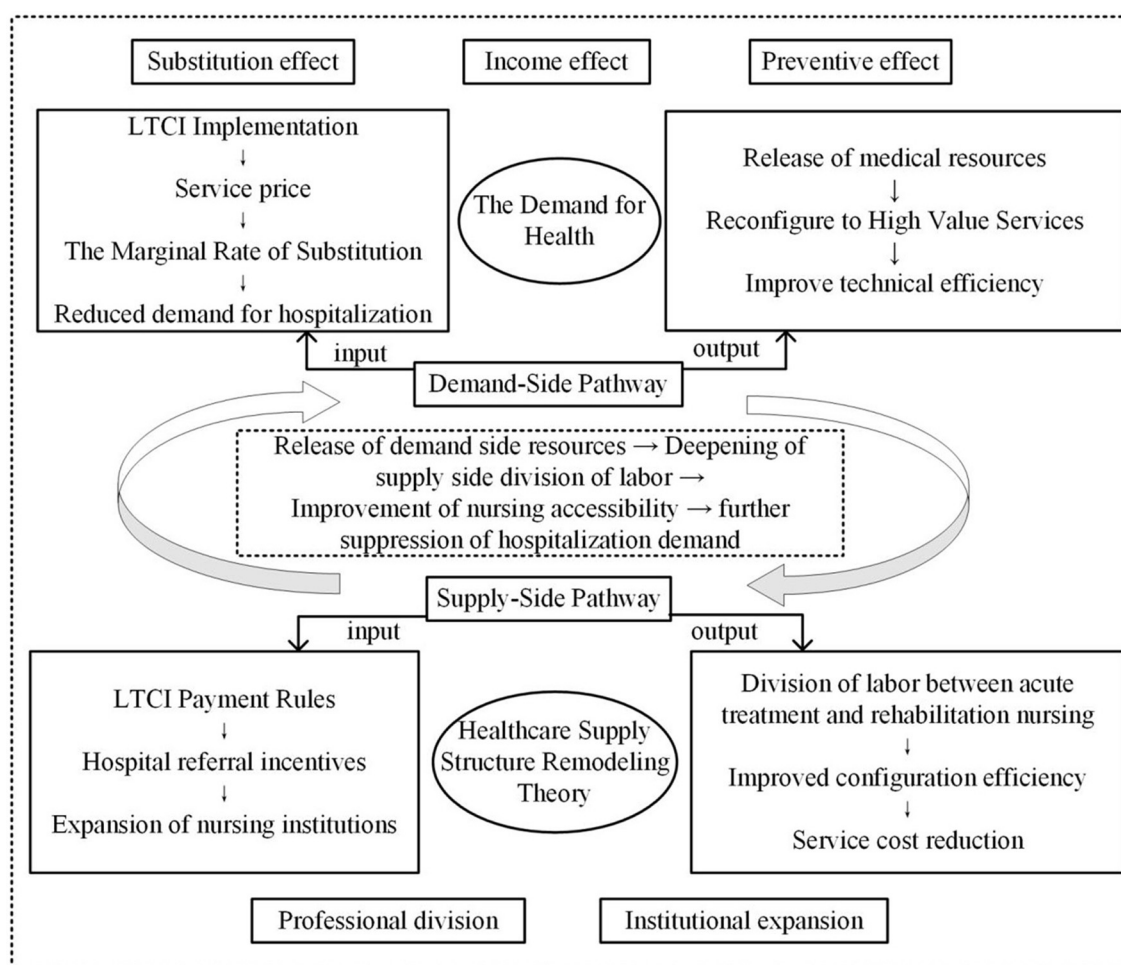 Substitution effect
Income effect
Preventive effect
LTCI Implementation
↓
Service price
↓
The Marginal Rate of Substitution
↓
Reduced demand for hospitalization
The Demand for
Health
Release of medical resources
↓
Reconfigure to High Value Services
↓
Improve technical efficiency
input
output
Demand-Side Pathway
Release of demand side resources → Deepening of
supply side division of labor →
Improvement of nursing accessibility → further
suppression of hospitalization demand
Supply-Side Pathway
input
output
LTCI Payment Rules
↓
Hospital referral incentives
↓
Expansion of nursing institutions
Healthcare Supply
Structure Remodeling
Theory
Division of labor between acute
treatment and rehabilitation nursing
↓
Improved configuration efficiency
↓
Service cost reduction
Professional division
Institutional expansion